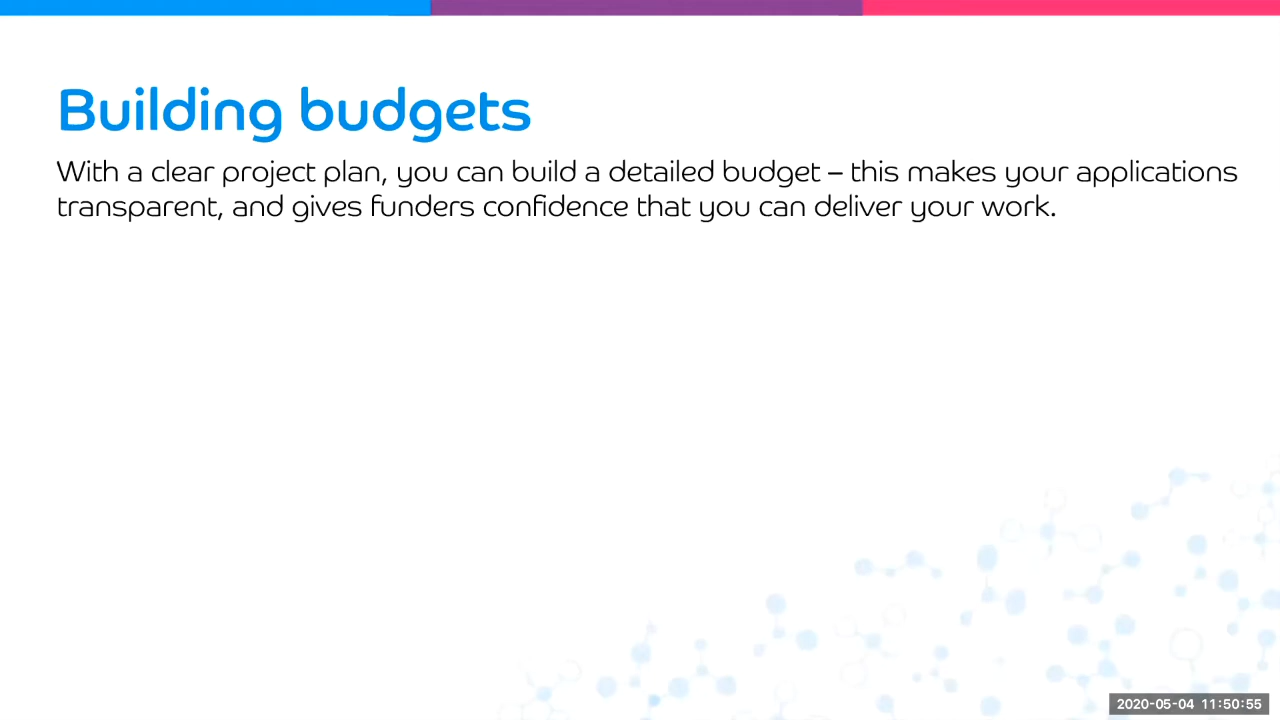 Building budgets
With a clear project plan, you can build a detailed budget – this makes your applications
transparent, and gives funders confidence that you can deliver your work.
2020-05-04 11:50:55